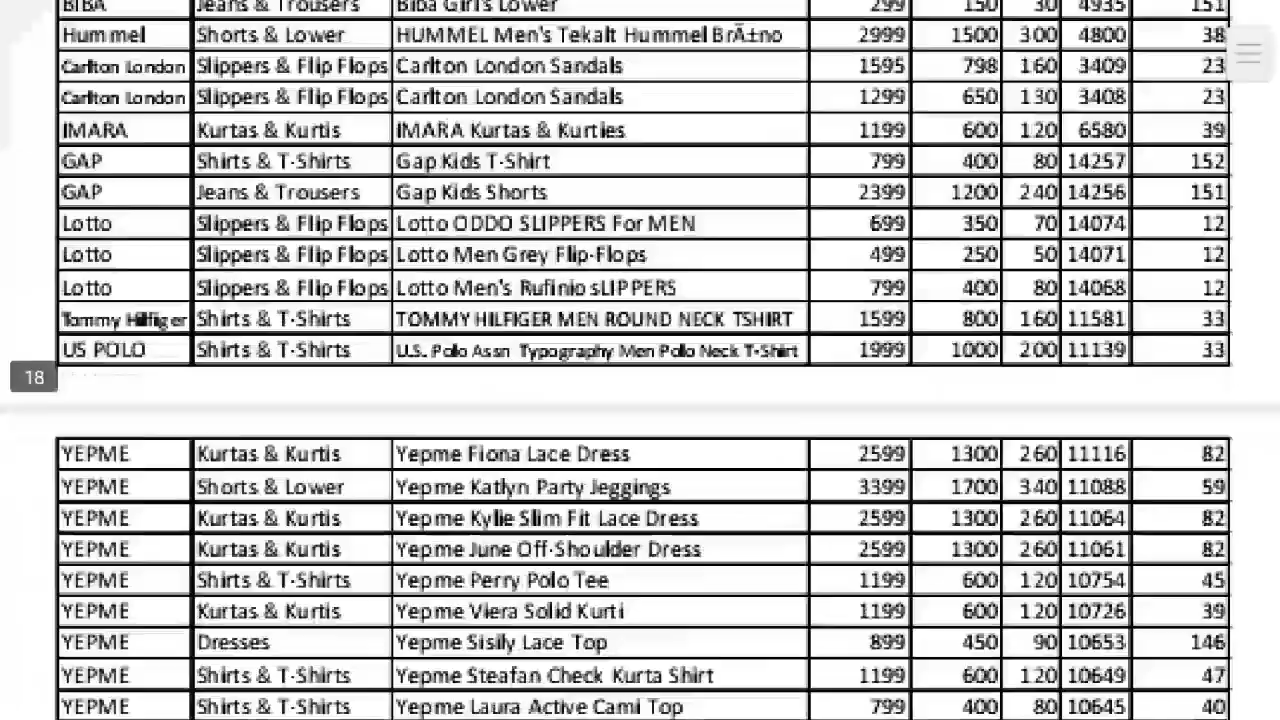 BIBA Jeans & Trousers Biba Girl's Lower 299 150 30 4935 151
Hummel Shorts & Lower HUMMEL Men's Tekalt Hummel BrÃ±no 2999 1500 300 4800 38
Carlton London Slippers & Flip Flops Carlton London Sandals 1595 798 160 3409 23
Carlton London Slippers & Flip Flops Carlton London Sandals 1299 650 130 3408 23
IMARA Kurtas & Kurtis IMARA Kurtas & Kurties 1199 600 120 6580 39
GAP Shirts & T-Shirts Gap Kids T-Shirt 799 400 80 14257 152
GAP Jeans & Trousers Gap Kids Shorts 2399 1200 240 14256 151
Lotto Slippers & Flip Flops Lotto ODDO SLIPPERS For MEN 699 350 70 14074 12
Lotto Slippers & Flip Flops Lotto Men Grey Flip-Flops 499 250 50 14071 12
Lotto Slippers & Flip Flops Lotto Men's Rufinio sLIPPERS 799 400 80 14068 12
Tommy Hilfiger Shirts & T-Shirts TOMMY HILFIGER MEN ROUND NECK TSHIRT 1599 800 160 11581 33
US POLO Shirts & T-Shirts U.S. Polo Assn Typography Men Polo Neck T-Shirt 1999 1000 200 11139 33
18
YEPME Kurtas & Kurtis Yepme Fiona Lace Dress 2599 1300 260 11116 82
YEPME Shorts & Lower Yepme Katlyn Party Jeggings 3399 1700 340 11088 59
YEPME Kurtas & Kurtis Yepme Kylie Slim Fit Lace Dress 2599 1300 260 11064 82
YEPME Kurtas & Kurtis Yepme June Off-Shoulder Dress 2599 1300 260 11061 82
YEPME Shirts & T-Shirts Yepme Perry Polo Tee 1199 600 120 10754 45
YEPME Kurtas & Kurtis Yepme Viera Solid Kurti 1199 600 120 10726 39
YEPME Dresses Yepme Sisily Lace Top 899 450 90 10653 146
YEPME Shirts & T-Shirts Yepme Steafan Check Kurta Shirt 1199 600 120 10649 47
YEPME Shirts & T-Shirts Yepme Laura Active Cami Top 799 400 80 10645 40